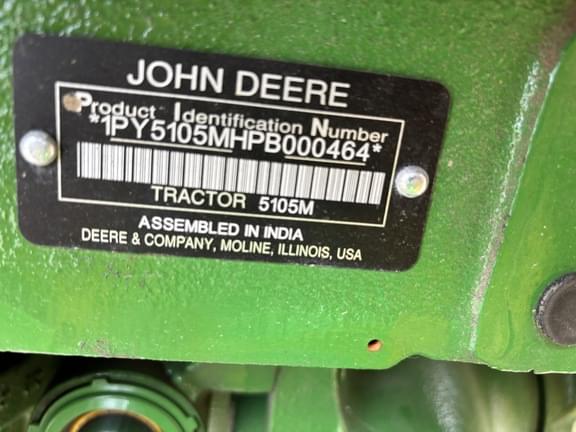 JOHN DEERE
Product Identification Number
*1PY5105MHPB000464*
TRACTOR 5105M
ASSEMBLED IN INDIA
DEERE & COMPANY, MOLINE, ILLINOIS, USA